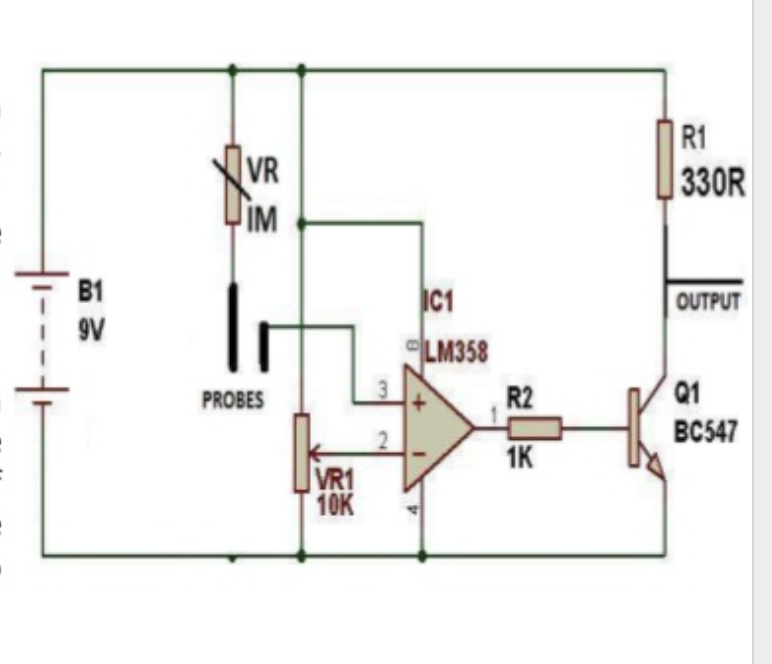 VR
IM
R1
330R
B1
9V
IC1
LM358
8
OUTPUT
PROBES
3
+
2
-
1
R2
1K
Q1
BC547
VR1
10K
4